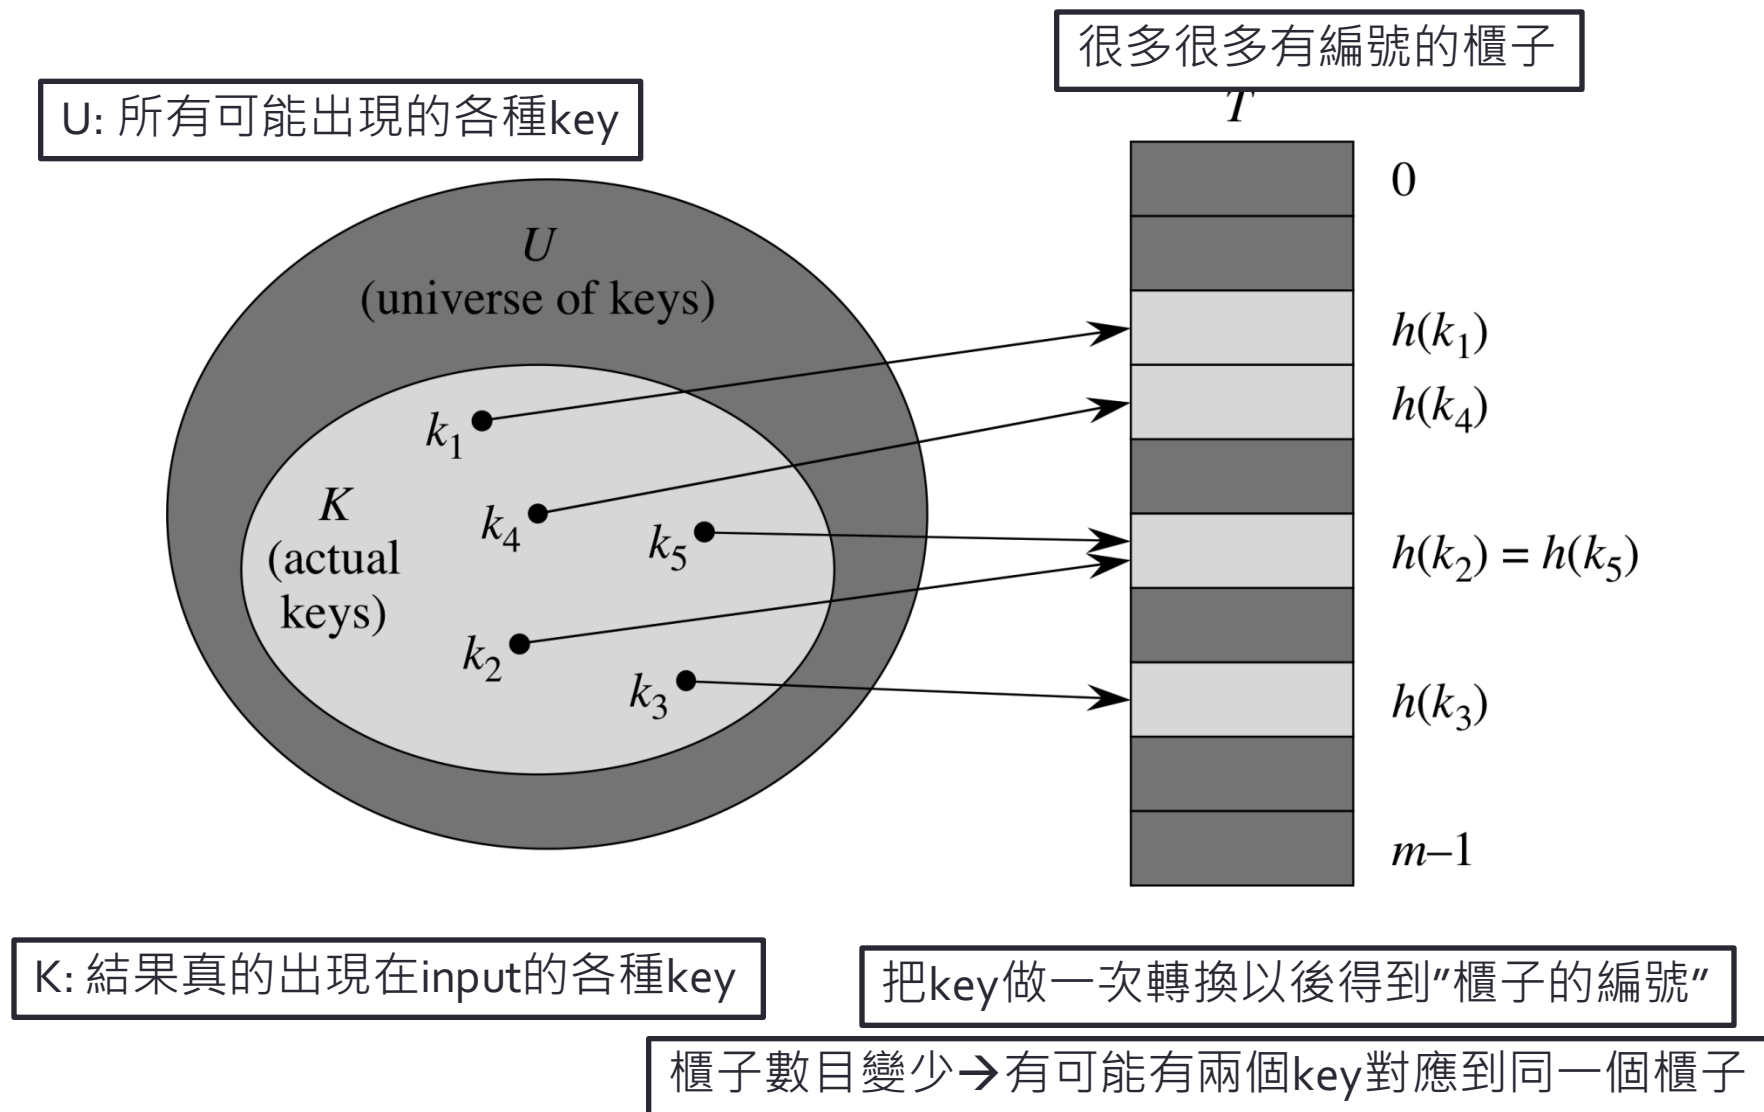 很多很多有編號的櫃子
U: 所有可能出現的各種key
T
0
U
(universe of keys)
h(k₁)
h(k₄)
k₁
K
(actual
keys)
k₄
k₅
h(k₂) = h(k₅)
k₂
k₃
h(k₃)
m–1
K: 結果真的出現在input的各種key
把key做一次轉換以後得到"櫃子的編號"
櫃子數目變少→有可能有兩個key對應到同一個櫃子